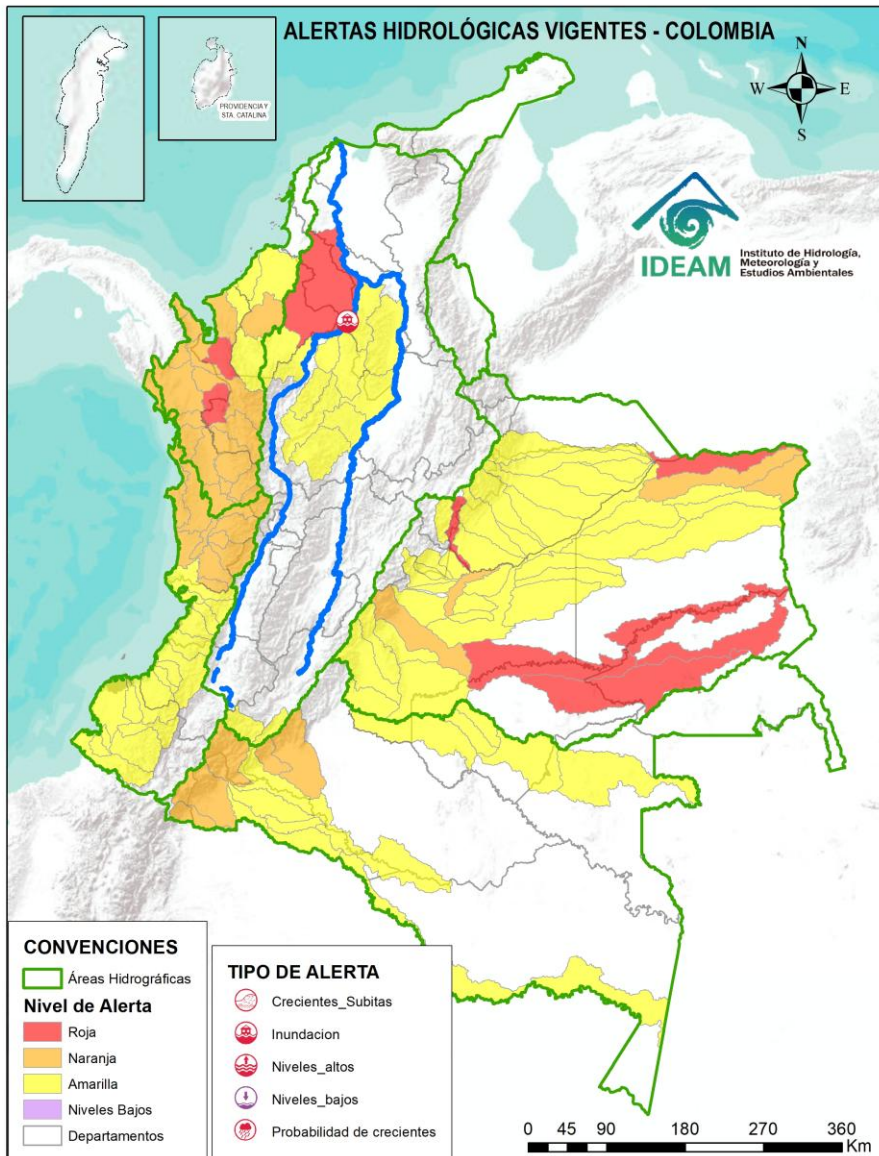 ALERTAS HIDROLÓGICAS VIGENTES - COLOMBIA
PROVIDENCIA Y
STA. CATALINA
N
W
E
S
IDEAM
Instituto de Hidrología,
Meteorología y
Estudios Ambientales
CONVENCIONES
Áreas Hidrográficas
Nivel de Alerta
Roja
Naranja
Amarilla
Niveles Bajos
Departamentos
TIPO DE ALERTA
Crecientes_Subitas
Inundacion
Niveles_altos
Niveles_bajos
Probabilidad de crecientes
0 45 90 180 270 360
Km